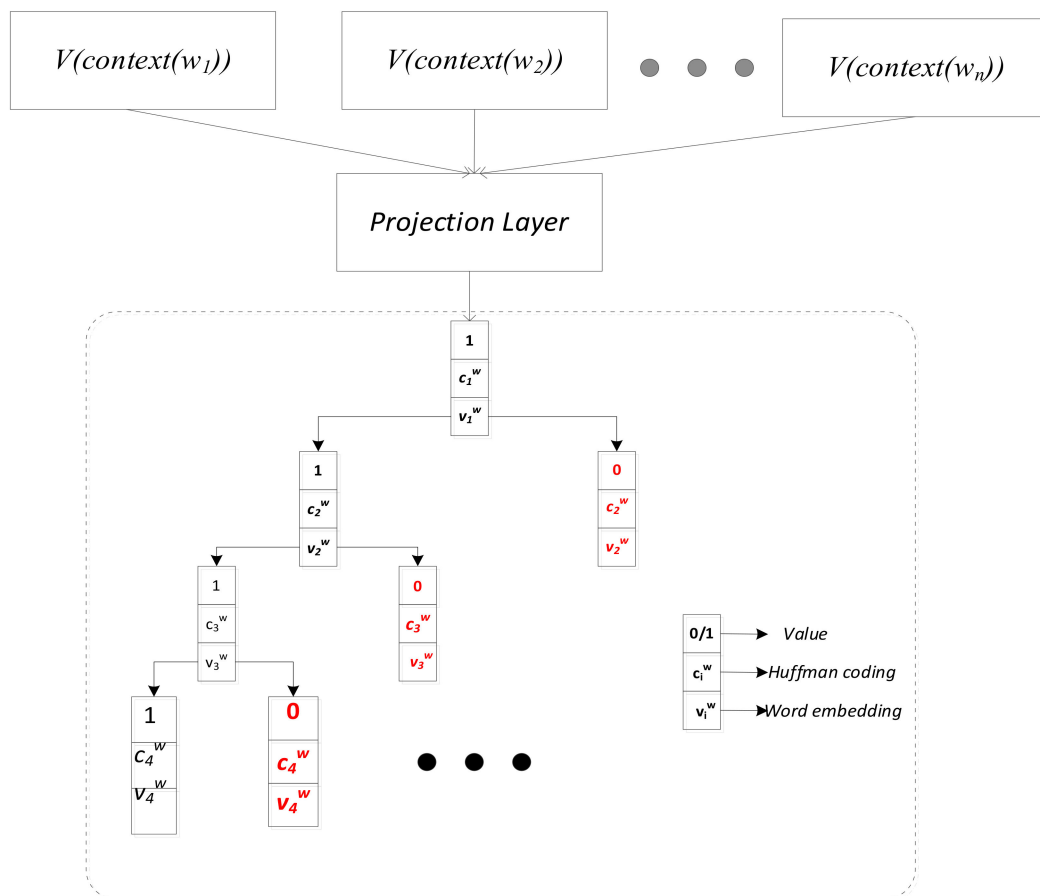 V(context(w₁))
V(context(w₂))
V(context(wₙ))
Projection Layer
1
c₁ʷ
v₁ʷ
1
c₂ʷ
v₂ʷ
0
c₂ʷ
v₂ʷ
1
c₃ʷ
v₃ʷ
0
c₃ʷ
v₃ʷ
0/1
Value
cᵢʷ
Huffman coding
vᵢʷ
Word embedding
1
c₄ʷ
v₄ʷ
0
c₄ʷ
v₄ʷ